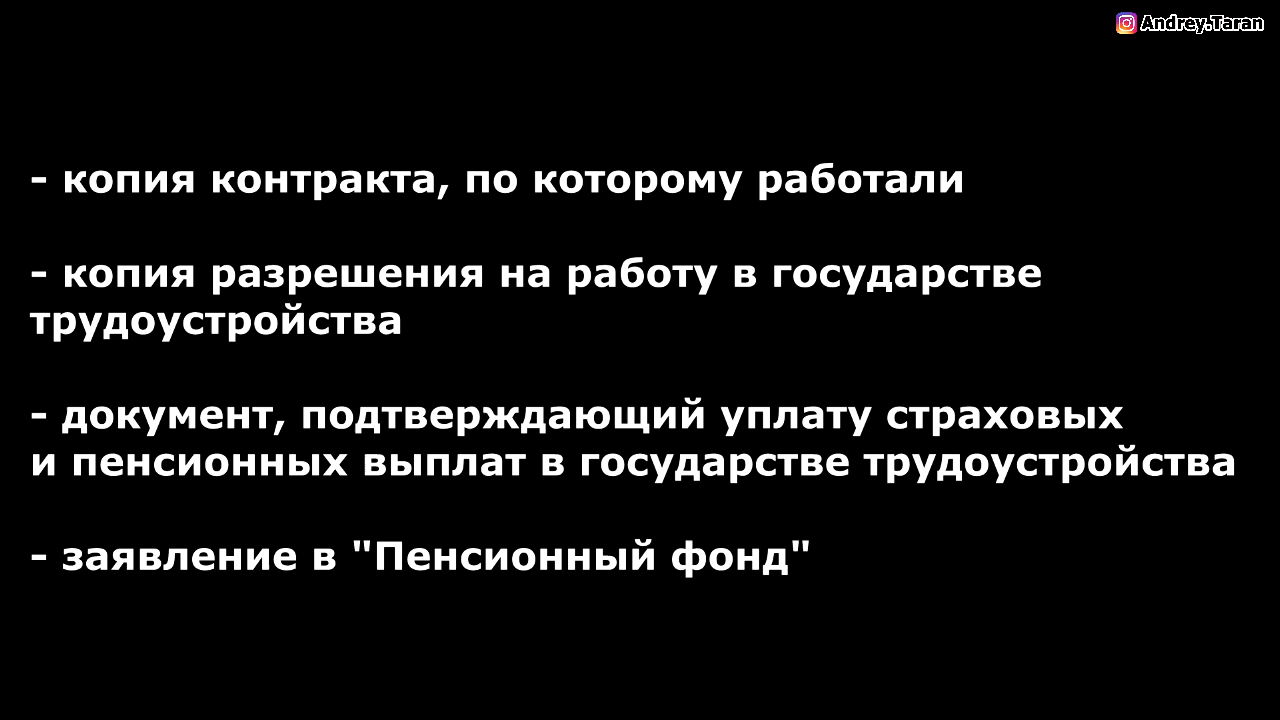 Andrey.Taran
- копия контракта, по которому работали
- копия разрешения на работу в государстве
трудоустройства
- документ, подтверждающий уплату страховых
и пенсионных выплат в государстве трудоустройства
- заявление в "Пенсионный фонд"